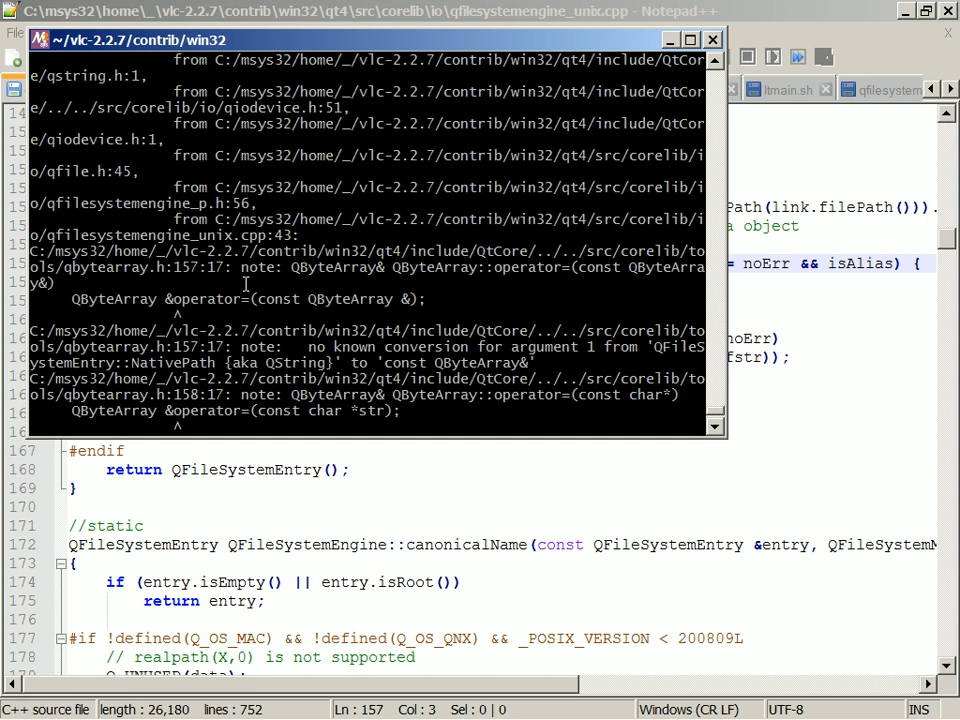 C:\msys32\home\_\vlc-2.2.7\contrib\win32\qt4\src\corelib\io\qfilesystemengine_unix.cpp - Notepad++
File
~/vlc-2.2.7/contrib/win32
from C:/msys32/home/_/vlc-2.2.7/contrib/win32/qt4/include/QtCor
e/qstring.h:1,
from C:/msys32/home/_/vlc-2.2.7/contrib/win32/qt4/include/QtCor
e/../../src/corelib/io/qiodevice.h:51,
from C:/msys32/home/_/vlc-2.2.7/contrib/win32/qt4/include/QtCor
e/qiodevice.h:1,
from C:/msys32/home/_/vlc-2.2.7/contrib/win32/qt4/src/corelib/i
o/qfile.h:45,
from C:/msys32/home/_/vlc-2.2.7/contrib/win32/qt4/src/corelib/i
o/qfilesystemengine_p.h:56,
from C:/msys32/home/_/vlc-2.2.7/contrib/win32/qt4/src/corelib/i
o/qfilesystemengine_unix.cpp:43:
C:/msys32/home/_/vlc-2.2.7/contrib/win32/qt4/include/QtCore/../../src/corelib/to
ols/qbytearray.h:157:17: note: QByteArray& QByteArray::operator=(const QByteArra
y&)
QByteArray &operator=(const QByteArray &);
^
C:/msys32/home/_/vlc-2.2.7/contrib/win32/qt4/include/QtCore/../../src/corelib/to
ols/qbytearray.h:157:17: note:   no known conversion for argument 1 from 'QFileS
ystemEntry::NativePath {aka QString}' to 'const QByteArray&'
C:/msys32/home/_/vlc-2.2.7/contrib/win32/qt4/include/QtCore/../../src/corelib/to
ols/qbytearray.h:158:17: note: QByteArray& QByteArray::operator=(const char*)
QByteArray &operator=(const char *str);
^
ltmain.sh
qfilesystem
Path(link.filePath())).
a object
= noErr && isAlias) {
noErr)
fstr));
167 #endif
168 return QFileSystemEntry();
169 }
170
171 //static
172 QFileSystemEntry QFileSystemEngine::canonicalName(const QFileSystemEntry &entry, QFileSystemM
173 {
174 if (entry.isEmpty() || entry.isRoot())
175 return entry;
176
177 #if !defined(Q_OS_MAC) && !defined(Q_OS_QNX) && _POSIX_VERSION < 200809L
178 // realpath(X,0) is not supported
Q_UNUSED(data);
C++ source file length : 26,180 lines : 752 Ln : 157 Col : 3 Sel : 0 | 0 Windows (CR LF) UTF-8 INS